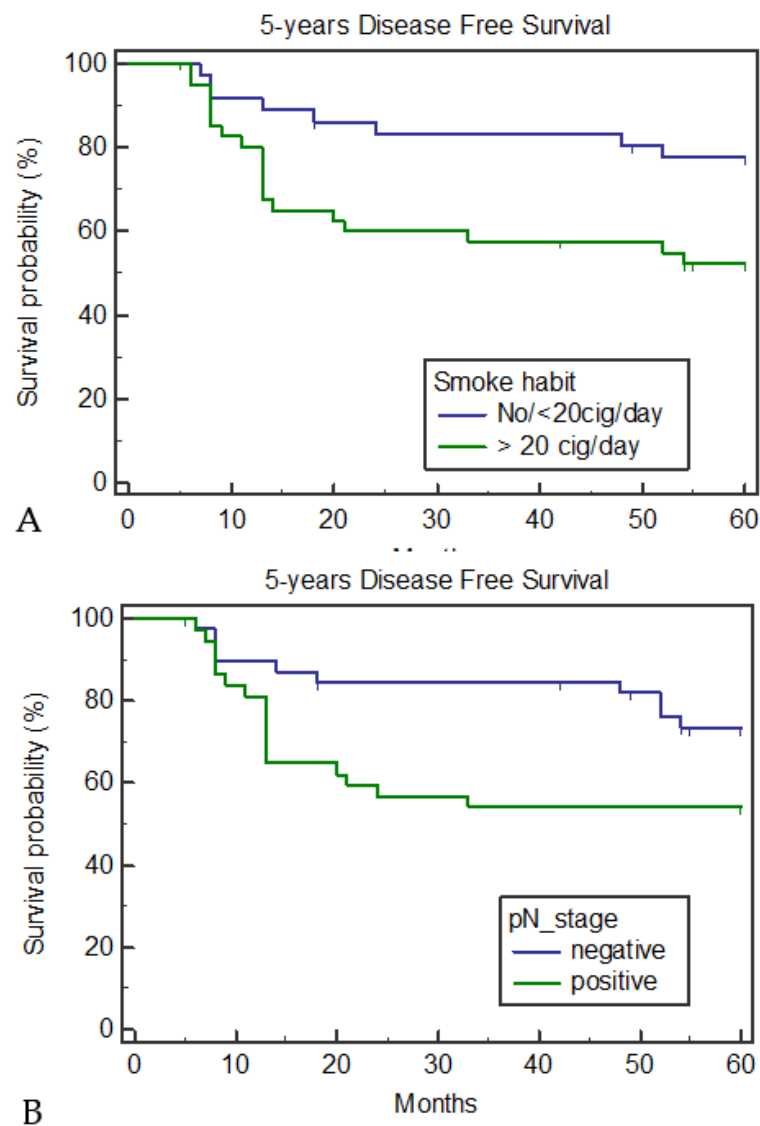 5-years Disease Free Survival
Survival probability (%)
100
80
60
40
20
0
Smoke habit
No/<20cig/day
> 20 cig/day
0 10 20 30 40 50 60
A
5-years Disease Free Survival
Survival probability (%)
100
80
60
40
20
0
pN_stage
negative
positive
0 10 20 30 40 50 60
Months
B